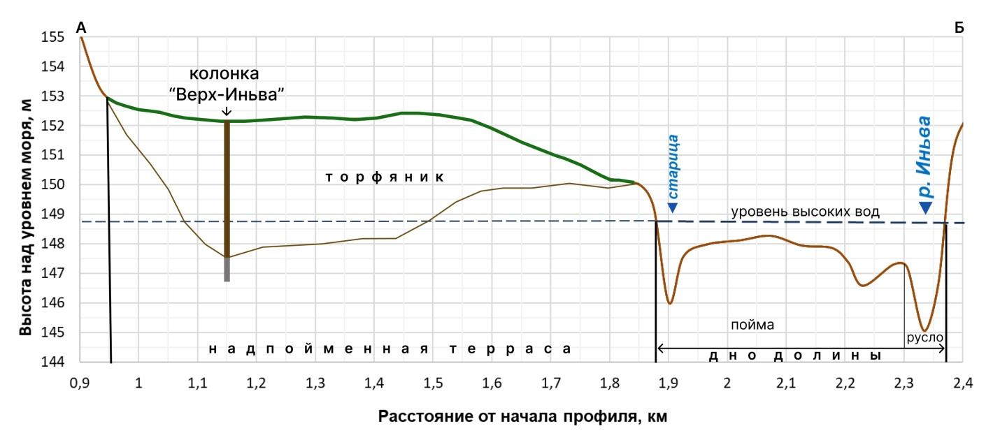 А
Б
155
154
153
152
151
150
149
148
147
146
145
144
Высота над уровнем моря, м
колонка
“Верх-Иньва”
торфяник
старица
р. Иньва
уровень высоких вод
пойма
русло
надпойменная терраса
дно долины
0,9 1 1,1 1,2 1,3 1,4 1,5 1,6 1,7 1,8 1,9 2 2,1 2,2 2,3 2,4
Расстояние от начала профиля, км